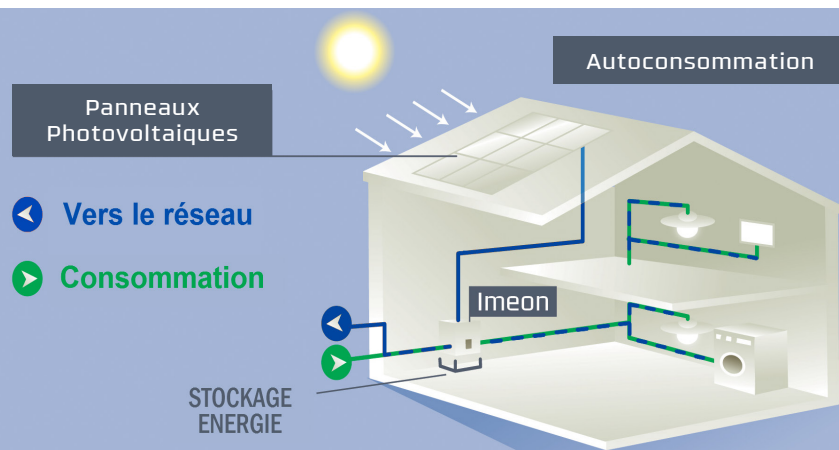 Autoconsommation
Panneaux
Photovoltaiques
Vers le réseau
Consommation
Imeon
STOCKAGE
ENERGIE